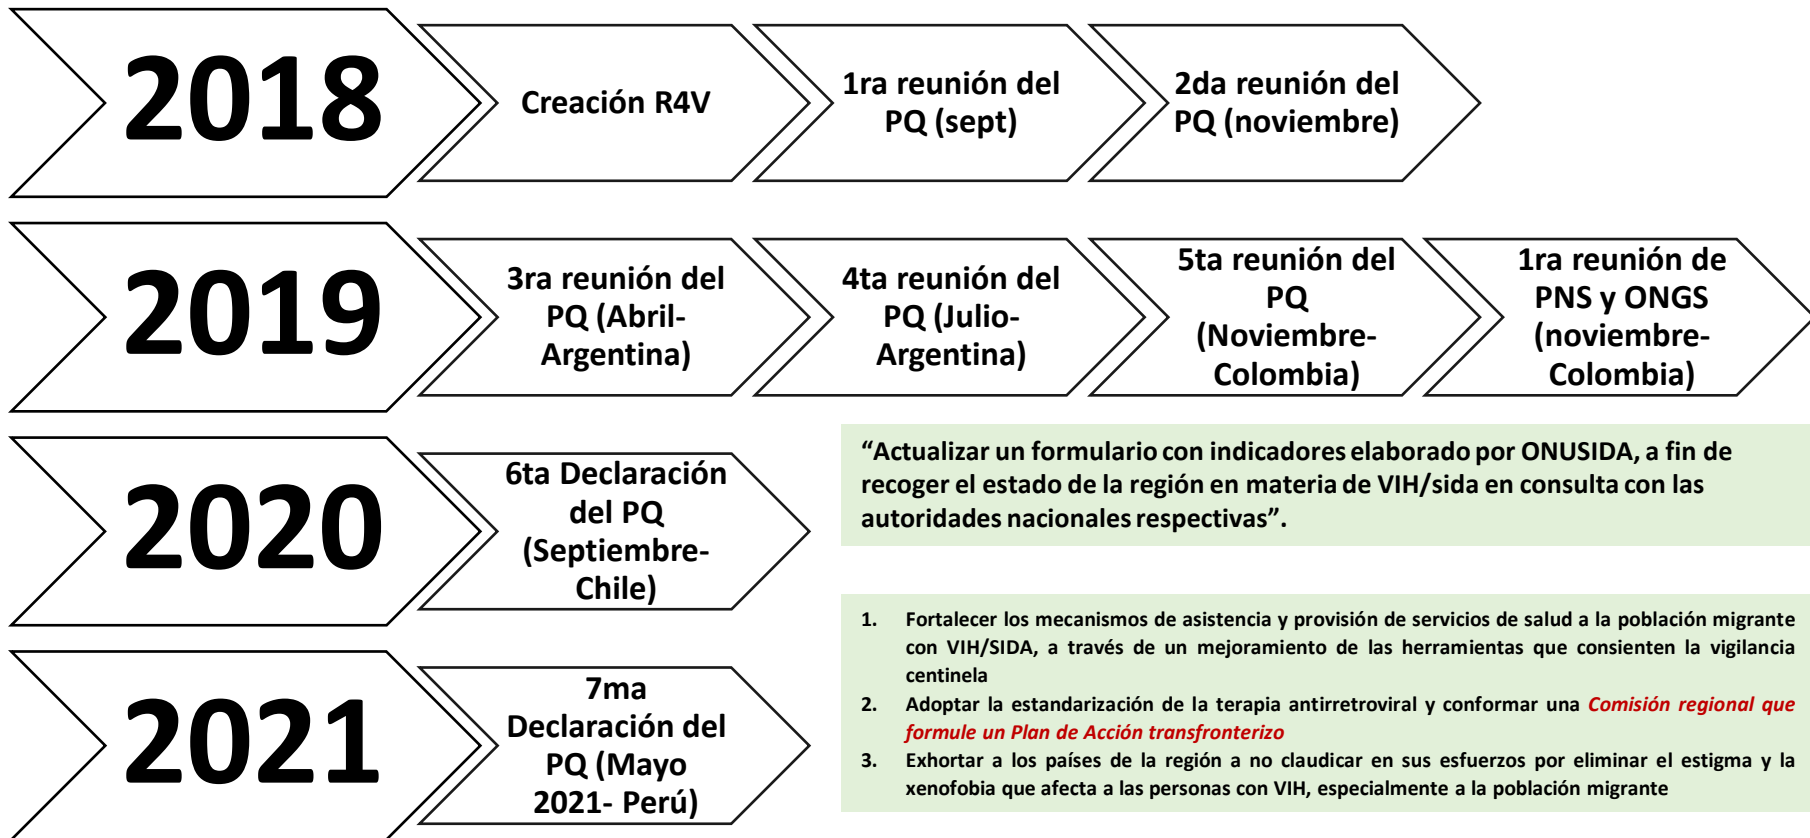 2018
Creación R4V
1ra reunión del
PQ (sept)
2da reunión del
PQ (noviembre)
2019
3ra reunión del
PQ (Abril-
Argentina)
4ta reunión del
PQ (Julio-
Argentina)
5ta reunión del
PQ
(Noviembre-
Colombia)
1ra reunión de
PNS y ONGS
(noviembre-
Colombia)
2020
6ta Declaración
del PQ
(Septiembre-
Chile)
“Actualizar un formulario con indicadores elaborado por ONUSIDA, a fin de
recoger el estado de la región en materia de VIH/sida en consulta con las
autoridades nacionales respectivas”.
2021
7ma
Declaración del
PQ (Mayo
2021- Perú)
1. Fortalecer los mecanismos de asistencia y provisión de servicios de salud a la población migrante
con VIH/SIDA, a través de un mejoramiento de las herramientas que consienten la vigilancia
centinela
2. Adoptar la estandarización de la terapia antirretroviral y conformar una Comisión regional que
formule un Plan de Acción transfronterizo
3. Exhortar a los países de la región a no claudicar en sus esfuerzos por eliminar el estigma y la
xenofobia que afecta a las personas con VIH, especialmente a la población migrante